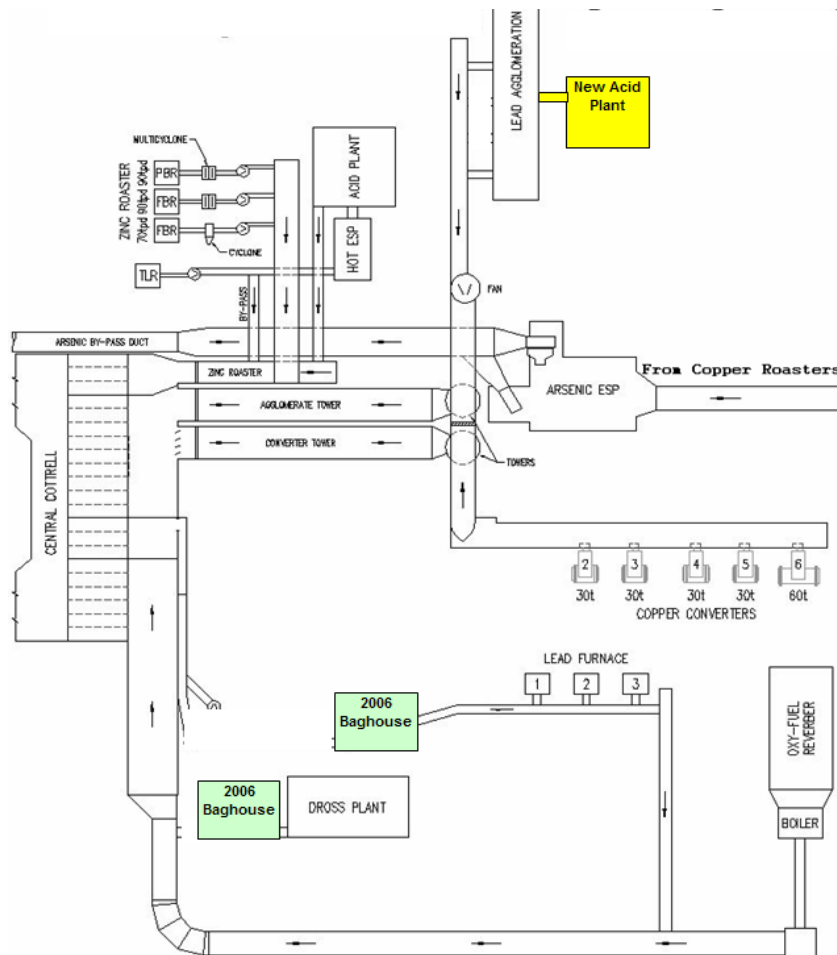 LEAD AGGLOMERATION
New Acid
Plant
MULTICYCLONE
ZINC ROASTER
70tpd 90tpd 90tpd
PBR
FBR
FBR
CYCLONE
TLR
ACID PLANT
HOT ESP
BY-PASS
FAN
ARSENIC BY-PASS DUCT
ZINC ROASTER
AGGLOMERATE TOWER
CONVERTER TOWER
TOWERS
From Copper Roasters
ARSENIC ESP
CENTRAL COTTRELL
2
3
4
5
6
30t
30t
30t
30t
60t
COPPER CONVERTERS
LEAD FURNACE
1
2
3
2006
Baghouse
2006
Baghouse
DROSS PLANT
OXY-FUEL
REVERBER
BOILER